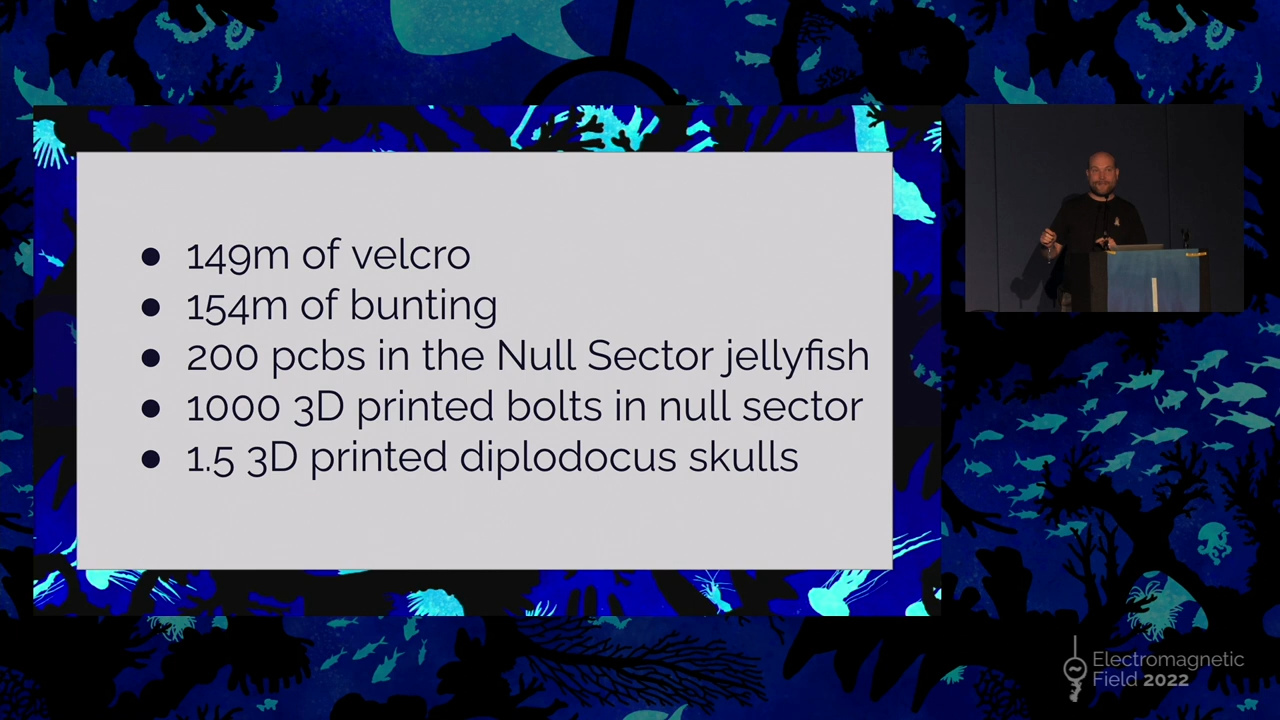 ● 149m of velcro
● 154m of bunting
● 200 pcbs in the Null Sector jellyfish
● 1000 3D printed bolts in null sector
● 1.5 3D printed diplodocus skulls
Electromagnetic
Field 2022